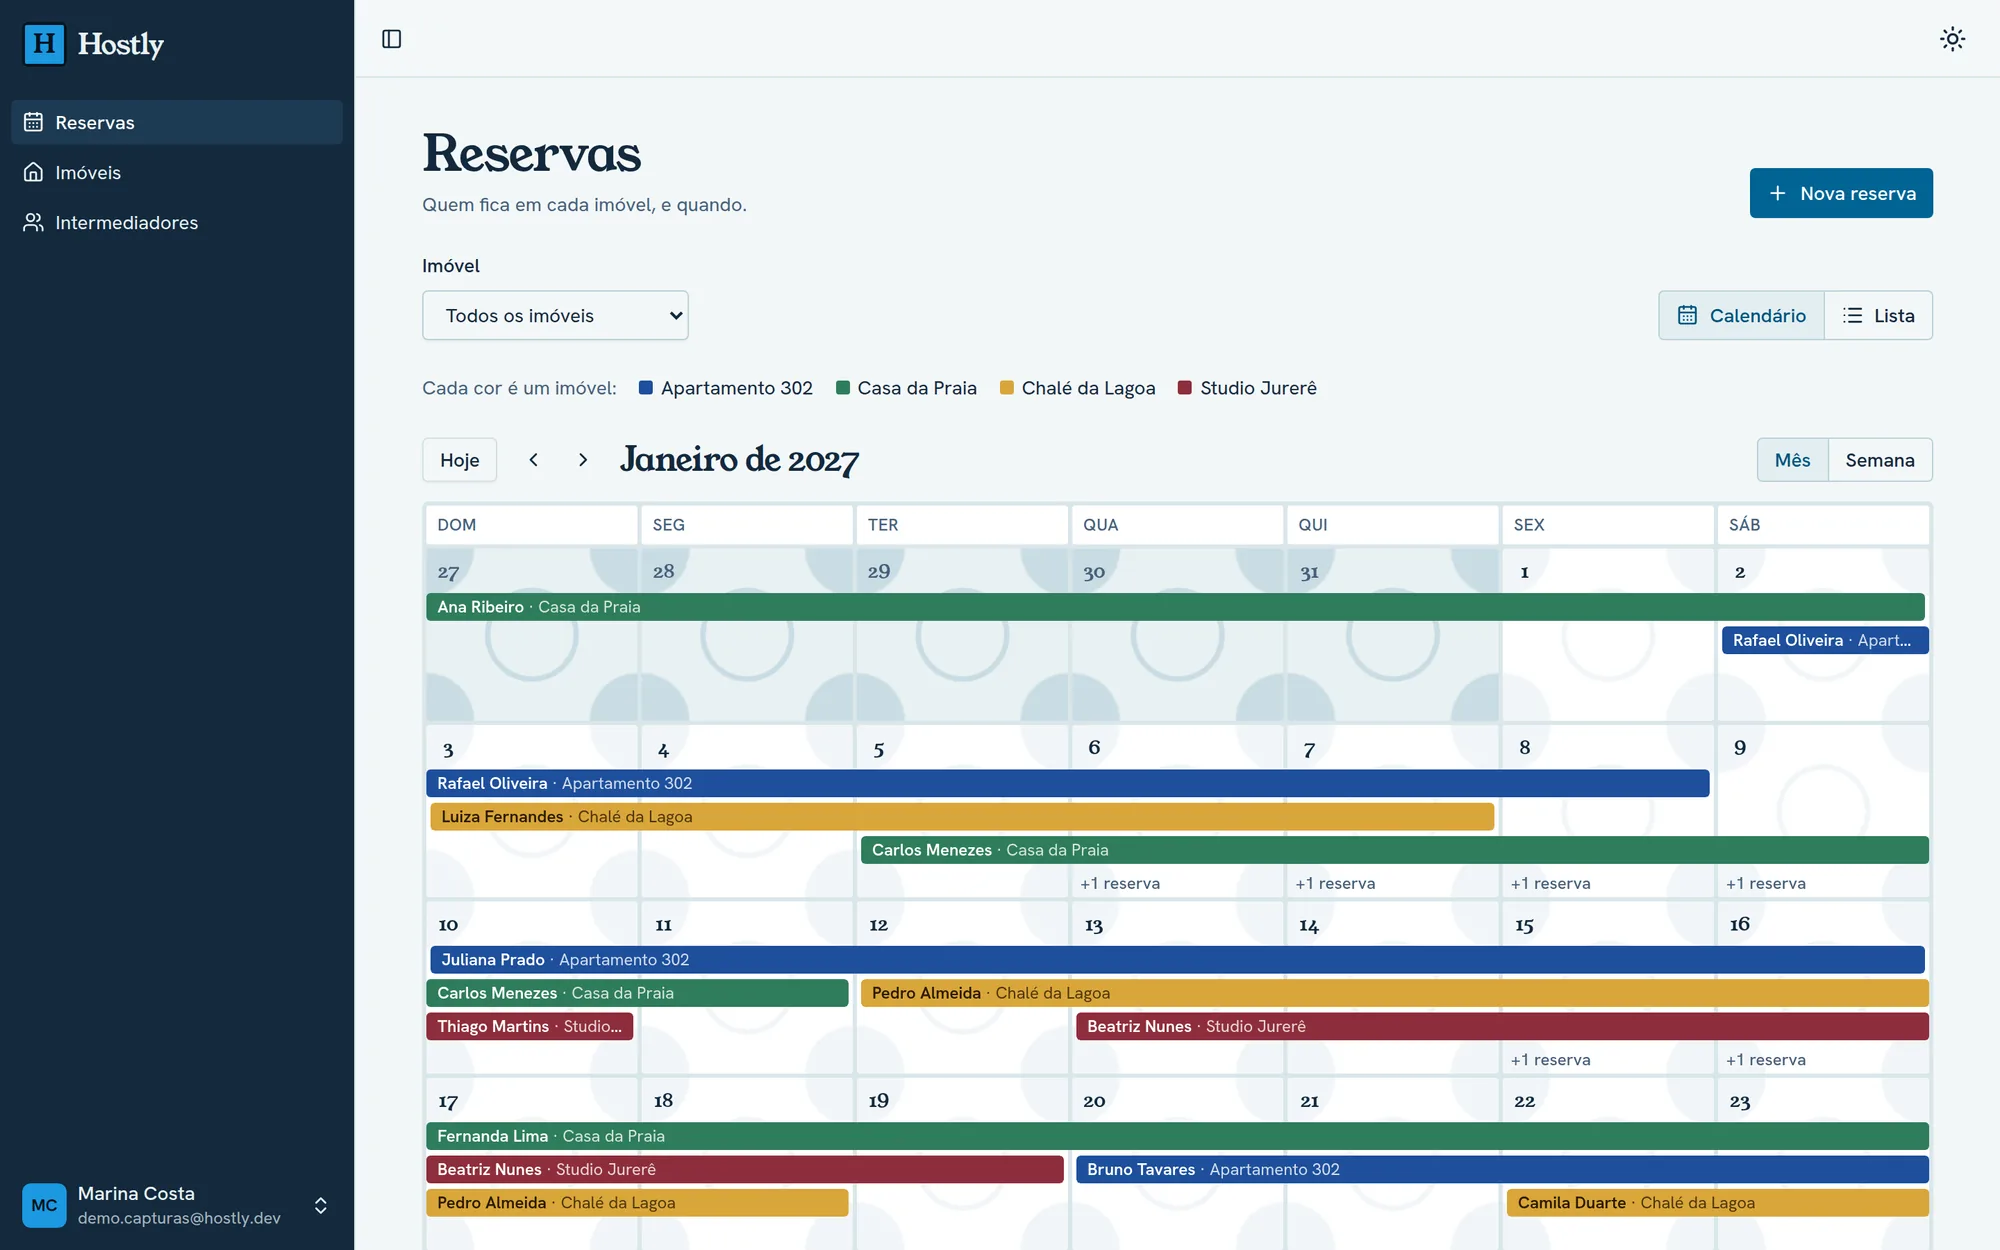 H Hostly
Reservas
Imóveis
Intermediadores
Reservas
Quem fica em cada imóvel, e quando.
+ Nova reserva
Imóvel
Todos os imóveis
Calendário Lista
Cada cor é um imóvel: Apartamento 302 Casa da Praia Chalé da Lagoa Studio Jurerê
Hoje Janeiro de 2027 Mês Semana
DOM SEG TER QUA QUI SEX SÁB
27 28 29 30 31 1 2
Ana Ribeiro · Casa da Praia
Rafael Oliveira · Apart...
3 4 5 6 7 8 9
Rafael Oliveira · Apartamento 302
Luiza Fernandes · Chalé da Lagoa
Carlos Menezes · Casa da Praia
+1 reserva +1 reserva +1 reserva +1 reserva
10 11 12 13 14 15 16
Juliana Prado · Apartamento 302
Carlos Menezes · Casa da Praia Pedro Almeida · Chalé da Lagoa
Thiago Martins · Studio... Beatriz Nunes · Studio Jurerê
+1 reserva +1 reserva
17 18 19 20 21 22 23
Fernanda Lima · Casa da Praia
Beatriz Nunes · Studio Jurerê Bruno Tavares · Apartamento 302
Pedro Almeida · Chalé da Lagoa Camila Duarte · Chalé da Lagoa
MC Marina Costa
demo.capturas@hostly.dev